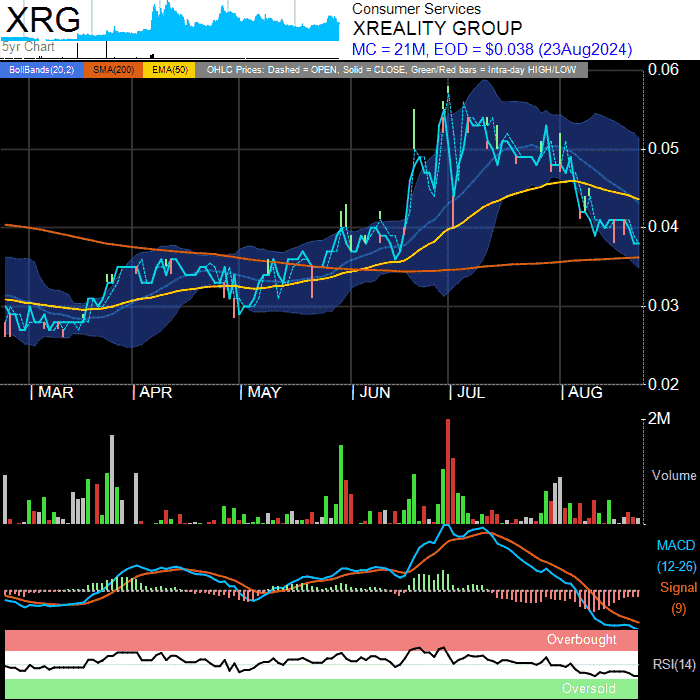 XRG
5yr Chart
Consumer Services
XREALITY GROUP
MC = 21M, EOD = $0.038 (23Aug2024)
BollBands(20,2) SMA(200) EMA(50) OHLC Prices: Dashed = OPEN, Solid = CLOSE, Green/Red bars = Intra-day HIGH/LOW
0.06
0.05
0.04
0.03
0.02
| MAR | APR | MAY | JUN | JUL | AUG
2M
Volume
MACD
(12-26)
Signal
(9)
Overbought
RSI(14)
Oversold